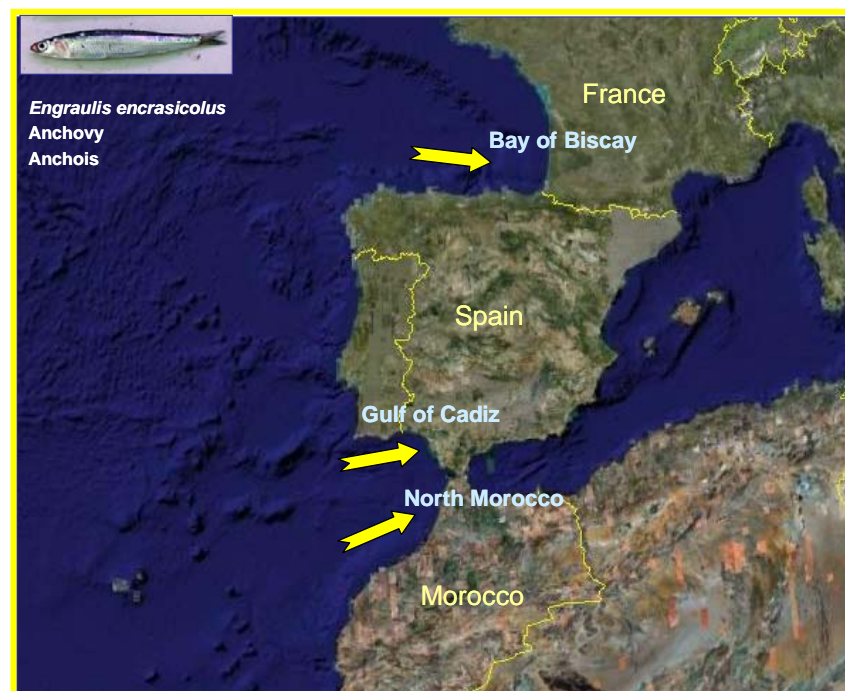 Engraulis encrasicolus
Anchovy
Anchois
France
Bay of Biscay
Spain
Gulf of Cadiz
North Morocco
Morocco